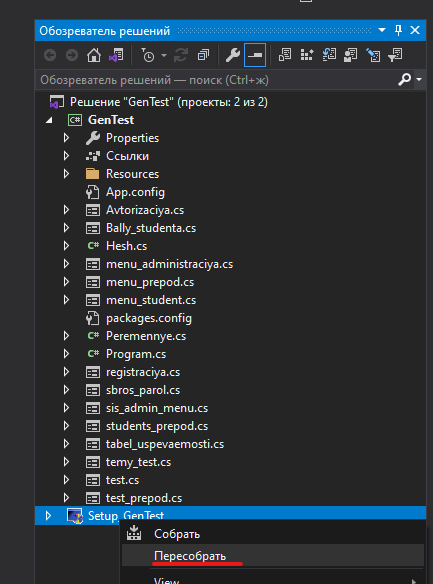 Обозреватель решений
Обозреватель решений — поиск (Ctrl+ж)
Решение "GenTest" (проекты: 2 из 2)
GenTest
Properties
Ссылки
Resources
App.config
Avtorizaciya.cs
Bally_studenta.cs
Hesh.cs
menu_administraciya.cs
menu_prepod.cs
menu_student.cs
packages.config
Peremennye.cs
Program.cs
registraciya.cs
sbros_parol.cs
sis_admin_menu.cs
students_prepod.cs
tabel_uspevaemosti.cs
temy_test.cs
test.cs
test_prepod.cs
Setup_GenTest
Собрать
Пересобрать
View